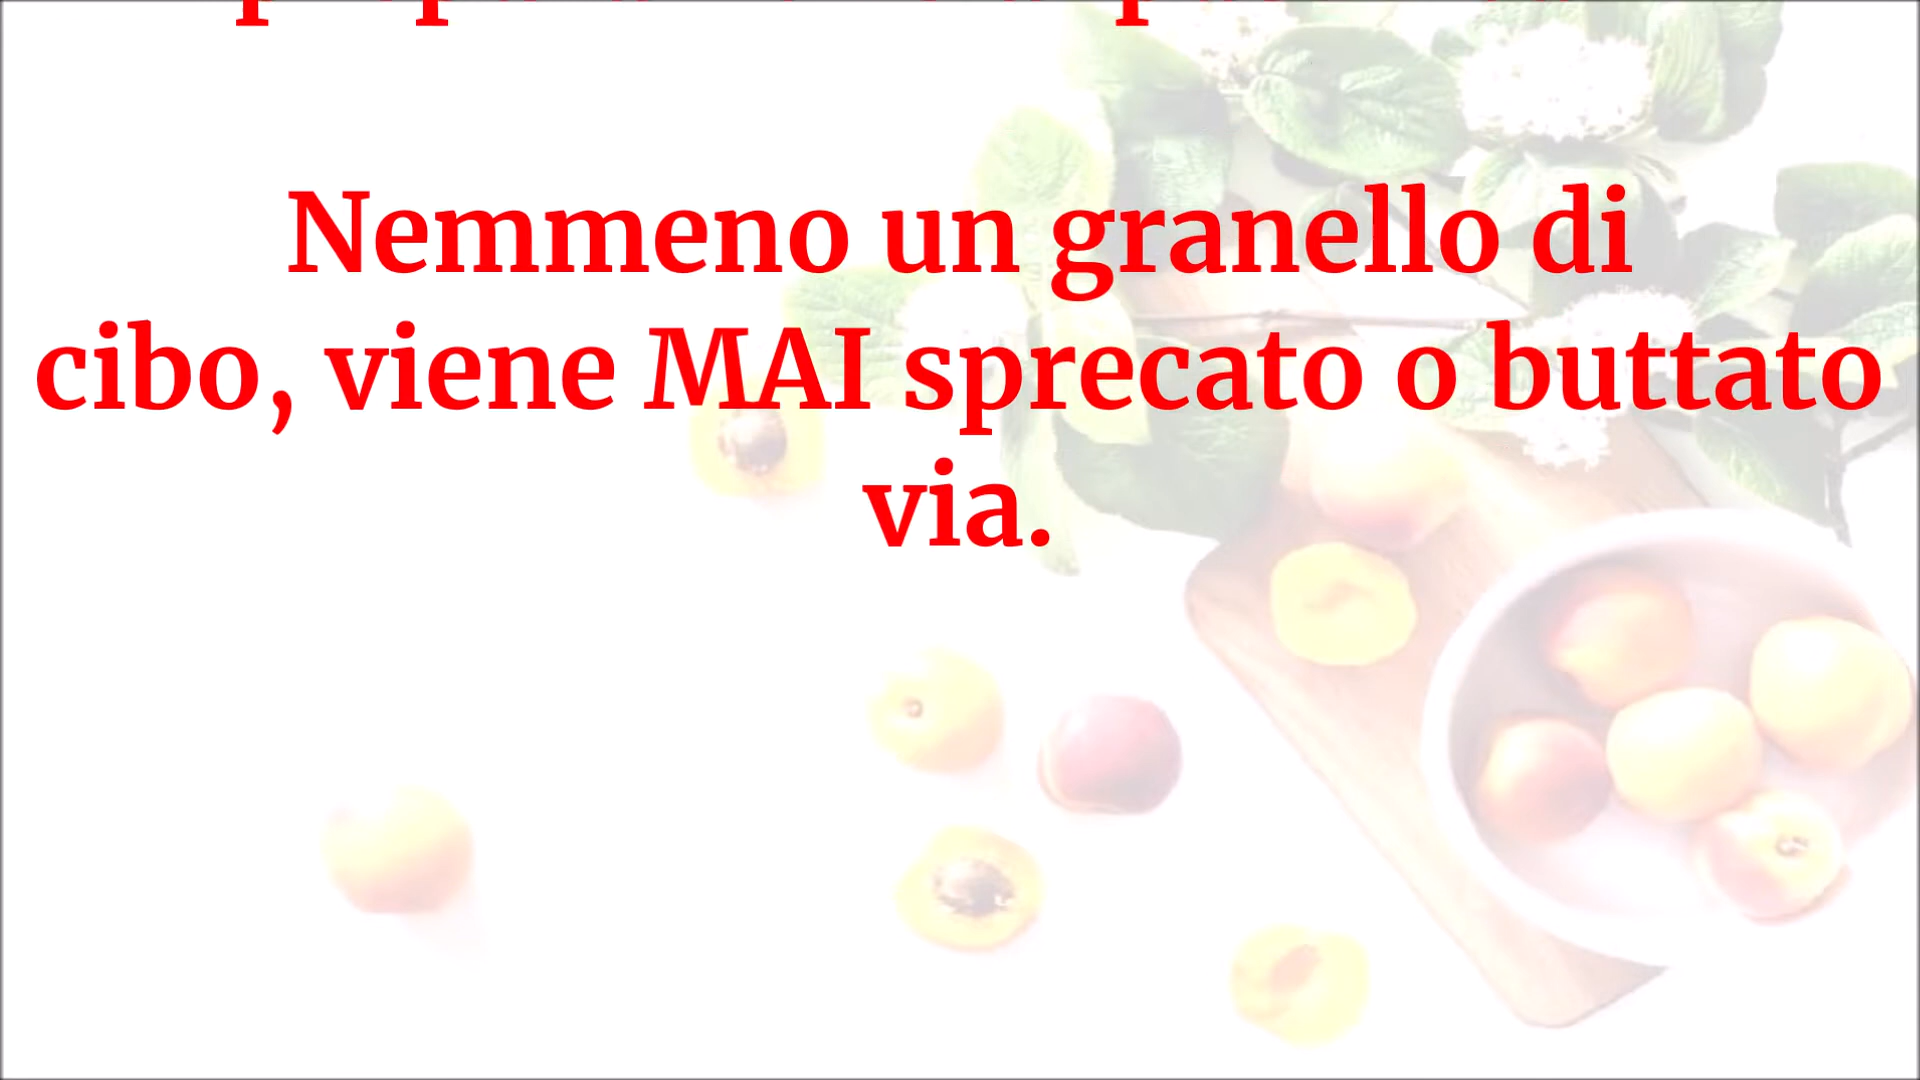 Nemmeno un granello di
cibo, viene MAI sprecato o buttato
via.